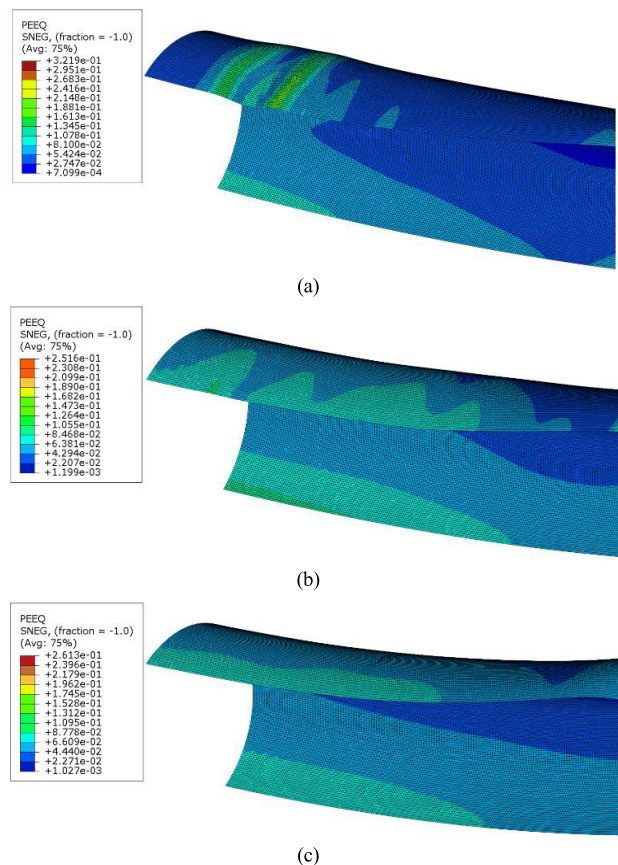 PEEQ
SNEG, (fraction = -1.0)
(Avg: 75%)
+3.219e-01
+2.951e-01
+2.683e-01
+2.416e-01
+2.148e-01
+1.881e-01
+1.613e-01
+1.345e-01
+1.078e-01
+8.100e-02
+5.424e-02
+2.747e-02
+7.099e-04
(a)
PEEQ
SNEG, (fraction = -1.0)
(Avg: 75%)
+2.516e-01
+2.308e-01
+2.099e-01
+1.890e-01
+1.682e-01
+1.473e-01
+1.264e-01
+1.055e-01
+8.468e-02
+6.381e-02
+4.294e-02
+2.207e-02
+1.199e-03
(b)
PEEQ
SNEG, (fraction = -1.0)
(Avg: 75%)
+2.613e-01
+2.396e-01
+2.179e-01
+1.962e-01
+1.745e-01
+1.528e-01
+1.312e-01
+1.095e-01
+8.778e-02
+6.609e-02
+4.440e-02
+2.271e-02
+1.027e-03
(c)